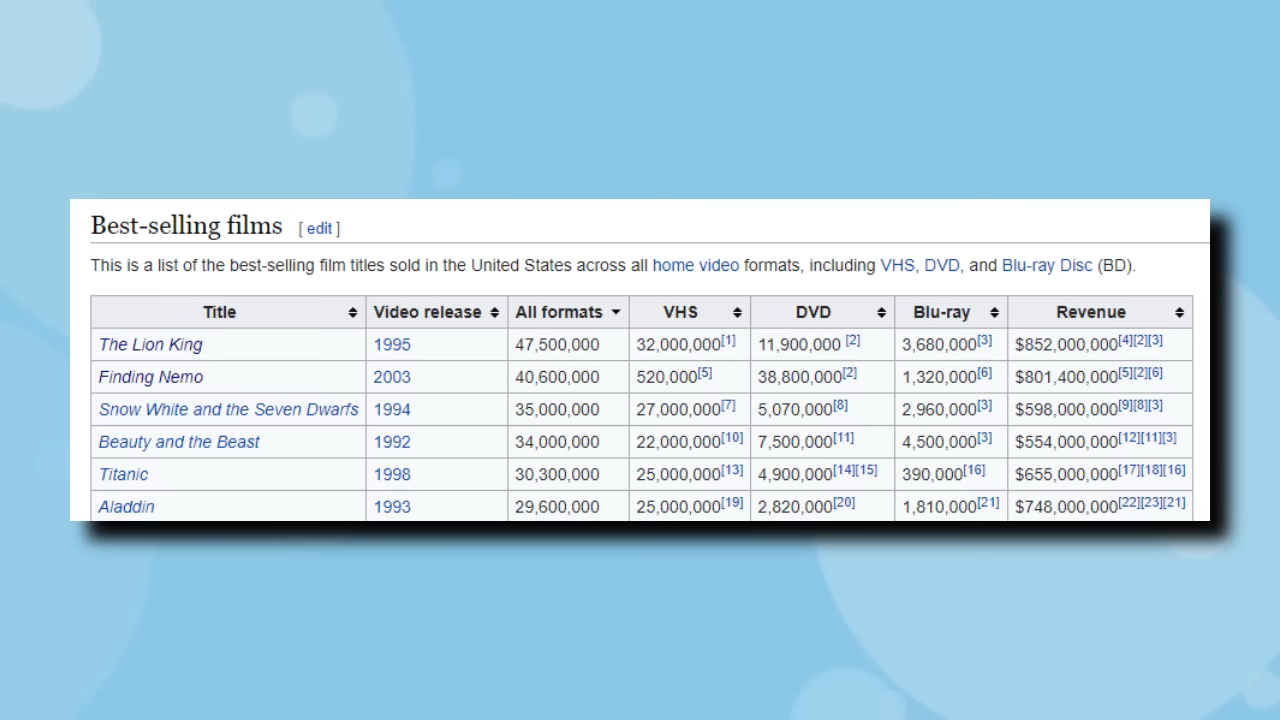 Best-selling films [ edit ]
This is a list of the best-selling film titles sold in the United States across all home video formats, including VHS, DVD, and Blu-ray Disc (BD).
Title Video release All formats VHS DVD Blu-ray Revenue
The Lion King 1995 47,500,000 32,000,000[1] 11,900,000 [2] 3,680,000[3] $852,000,000[4][2][3]
Finding Nemo 2003 40,600,000 520,000[5] 38,800,000[2] 1,320,000[6] $801,400,000[5][2][6]
Snow White and the Seven Dwarfs 1994 35,000,000 27,000,000[7] 5,070,000[8] 2,960,000[3] $598,000,000[9][8][3]
Beauty and the Beast 1992 34,000,000 22,000,000[10] 7,500,000[11] 4,500,000[3] $554,000,000[12][11][3]
Titanic 1998 30,300,000 25,000,000[13] 4,900,000[14][15] 390,000[16] $655,000,000[17][18][16]
Aladdin 1993 29,600,000 25,000,000[19] 2,820,000[20] 1,810,000[21] $748,000,000[22][23][21]